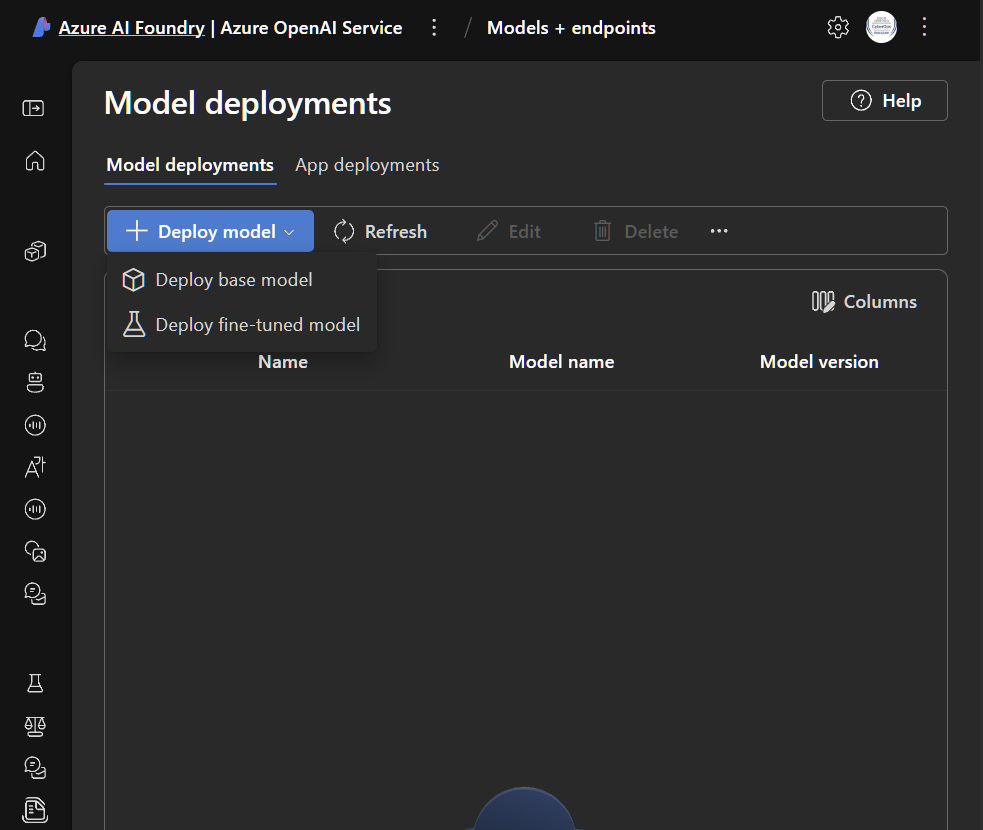 Azure AI Foundry | Azure OpenAI Service / Models + endpoints
Model deployments
Help
Model deployments App deployments
Deploy model Refresh Edit Delete
Deploy base model
Deploy fine-tuned model
Columns
Name Model name Model version